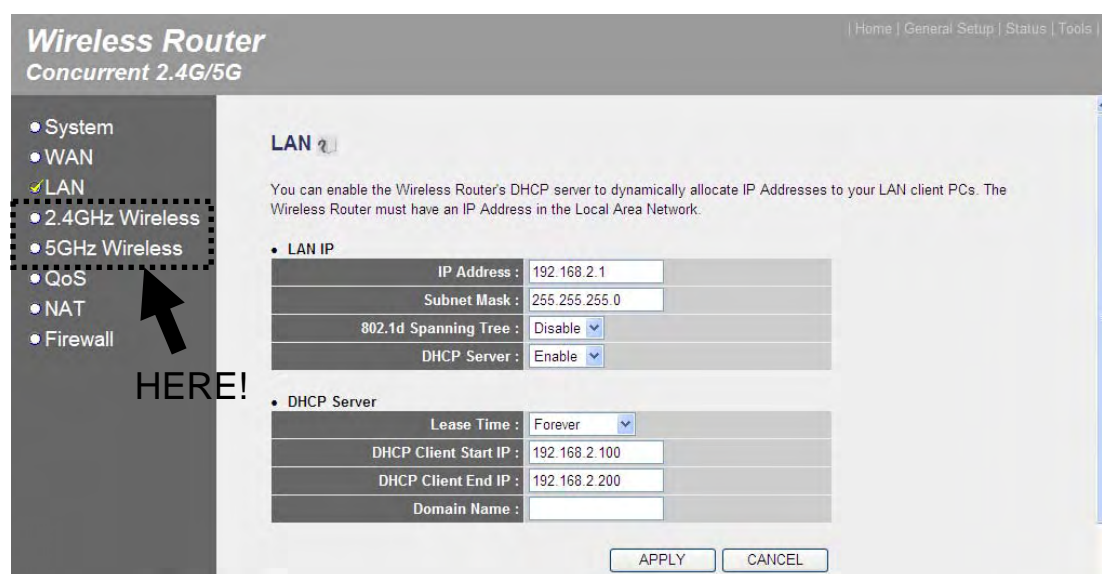 Wireless Router
Concurrent 2.4G/5G
| Home | General Setup | Status | Tools |
System
WAN
LAN
2.4GHz Wireless
5GHz Wireless
QoS
NAT
Firewall
HERE!
LAN
You can enable the Wireless Router's DHCP server to dynamically allocate IP Addresses to your LAN client PCs. The
Wireless Router must have an IP Address in the Local Area Network.
• LAN IP
IP Address : 192.168.2.1
Subnet Mask : 255.255.255.0
802.1d Spanning Tree : Disable
DHCP Server : Enable
• DHCP Server
Lease Time : Forever
DHCP Client Start IP : 192.168.2.100
DHCP Client End IP : 192.168.2.200
Domain Name :
APPLY CANCEL